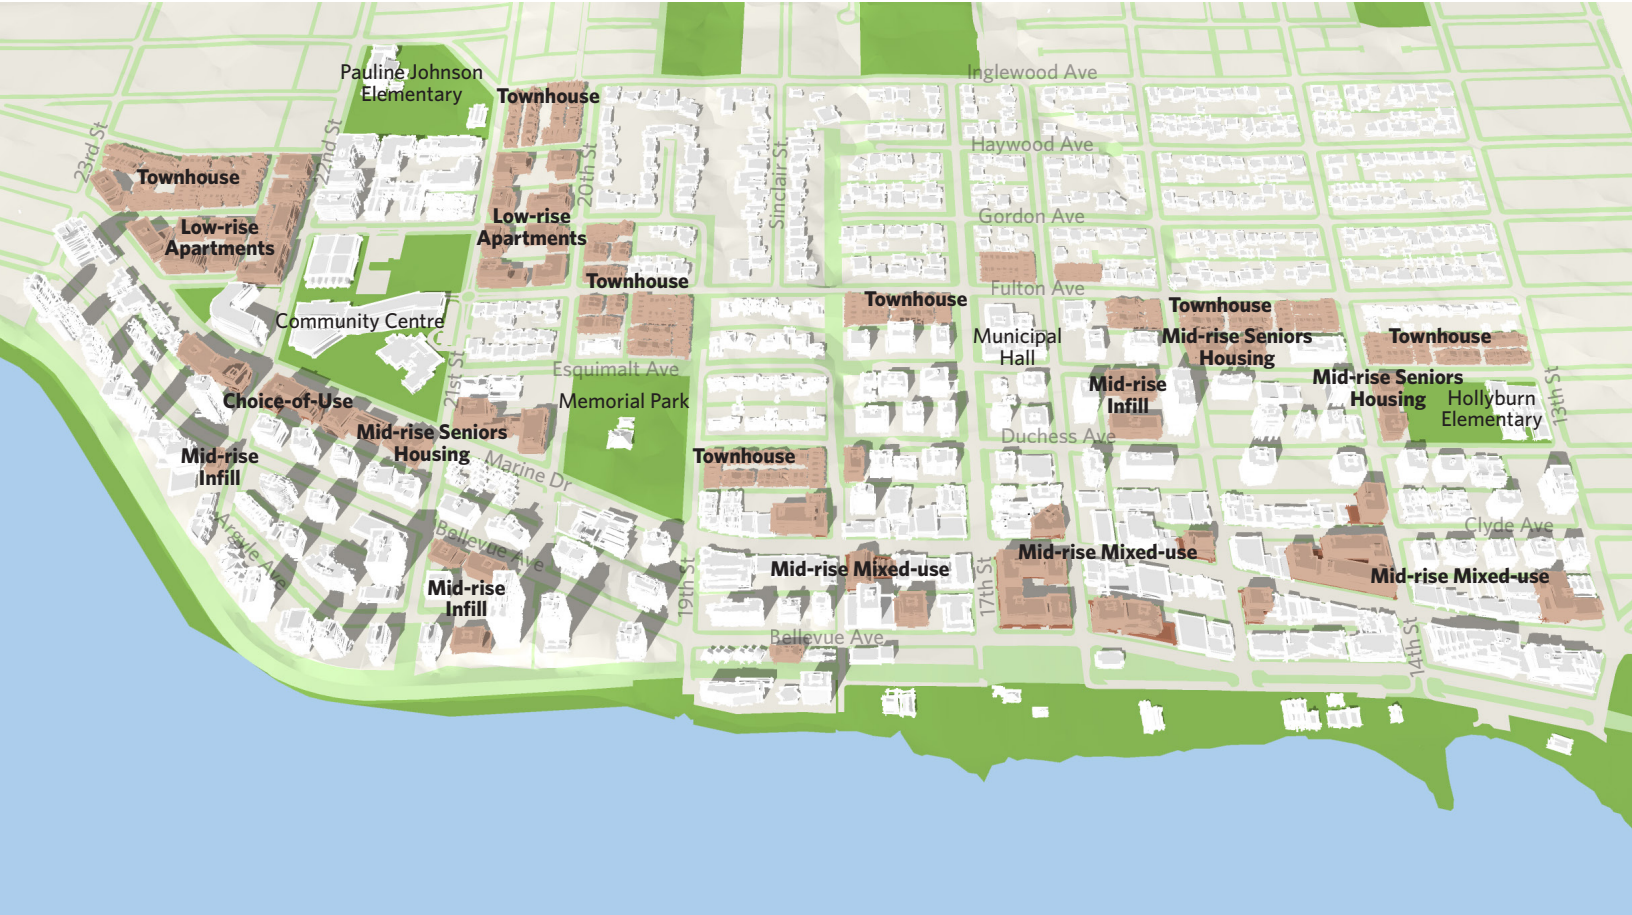 Pauline Johnson
Elementary
Inglewood Ave
Townhouse
23rd St
22nd St
Haywood Ave
20th St
Sinclair St
Townhouse
Low-rise
Apartments
Low-rise
Apartments
Gordon Ave
Townhouse
Fulton Ave
Townhouse
Townhouse
Community Centre
Municipal
Hall
Mid-rise Seniors
Housing
Townhouse
Esquimalt Ave
21st St
Choice-of-Use
Memorial Park
Mid-rise
Infill
Mid-rise Seniors
Housing
Hollyburn
Elementary
13th St
Mid-rise Seniors
Housing
Duchess Ave
Mid-rise
Infill
Townhouse
Marine Dr
Argyle Ave
Bellevue Ave
Clyde Ave
Mid-rise
Infill
19th St
Mid-rise Mixed-use
17th St
Mid-rise Mixed-use
Mid-rise Mixed-use
Bellevue Ave
14th St